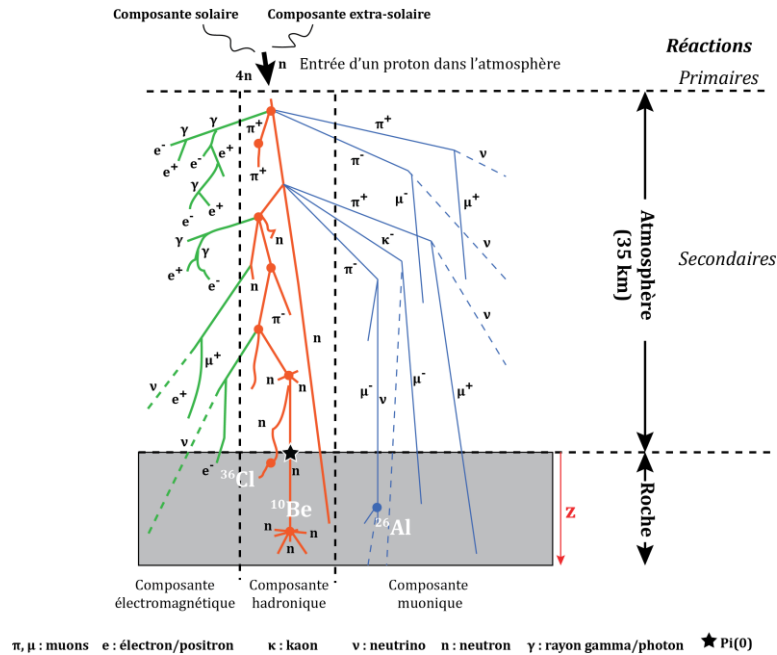 Composante solaire Composante extra-solaire
Réactions
4n n Entrée d'un proton dans l'atmosphère
Primaires
π+
γ γ π+
e- e+ e+ π- ν
π+
γ π+ μ- μ+
e- e+
γ γ n κ- ν
e+ e- n π-
Atmosphère
(35 km)
Secondaires
π- n ν
μ+
ν e+ n n n μ- ν μ- μ+
n
ν e-
36Cl n
10Be 26Al
z
Roche
n n n n
Composante
électromagnétique
Composante
hadronique
Composante
muonique
π, μ : muons e : électron/positron κ : kaon ν : neutrino n : neutron γ : rayon gamma/photon ★ Pi(0)